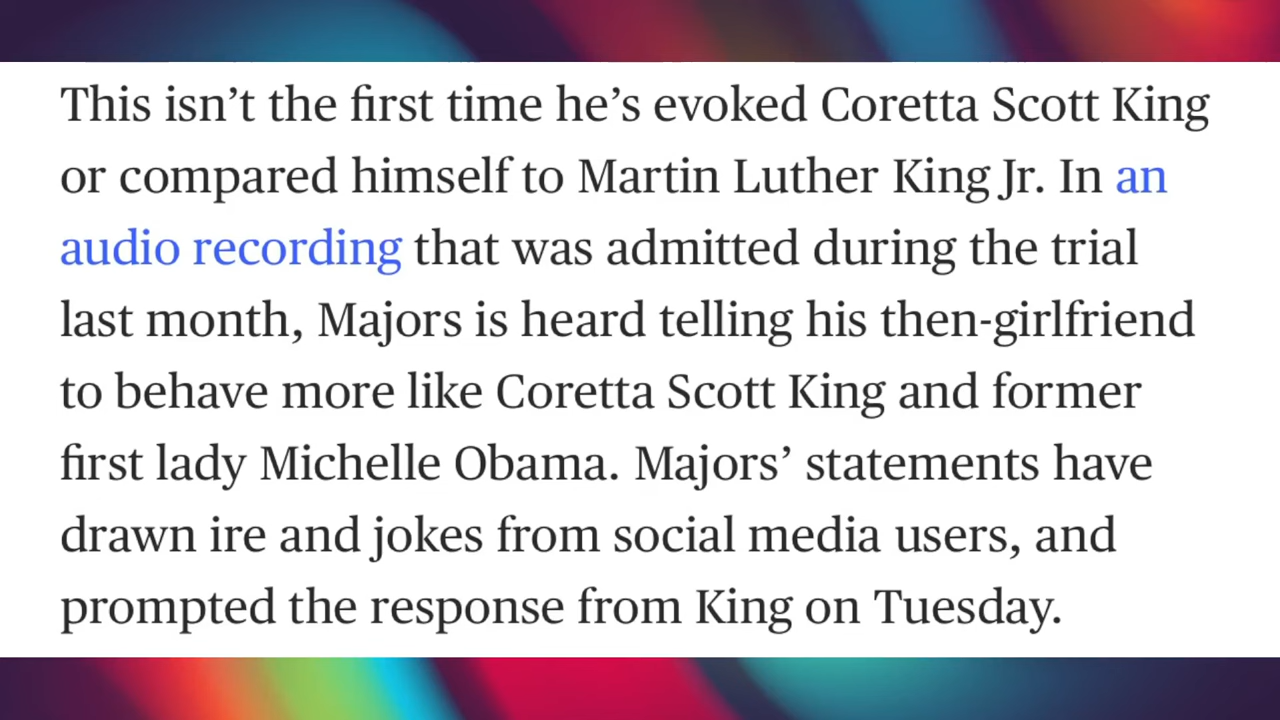 This isn’t the first time he’s evoked Coretta Scott King
or compared himself to Martin Luther King Jr. In an
audio recording that was admitted during the trial
last month, Majors is heard telling his then-girlfriend
to behave more like Coretta Scott King and former
first lady Michelle Obama. Majors’ statements have
drawn ire and jokes from social media users, and
prompted the response from King on Tuesday.